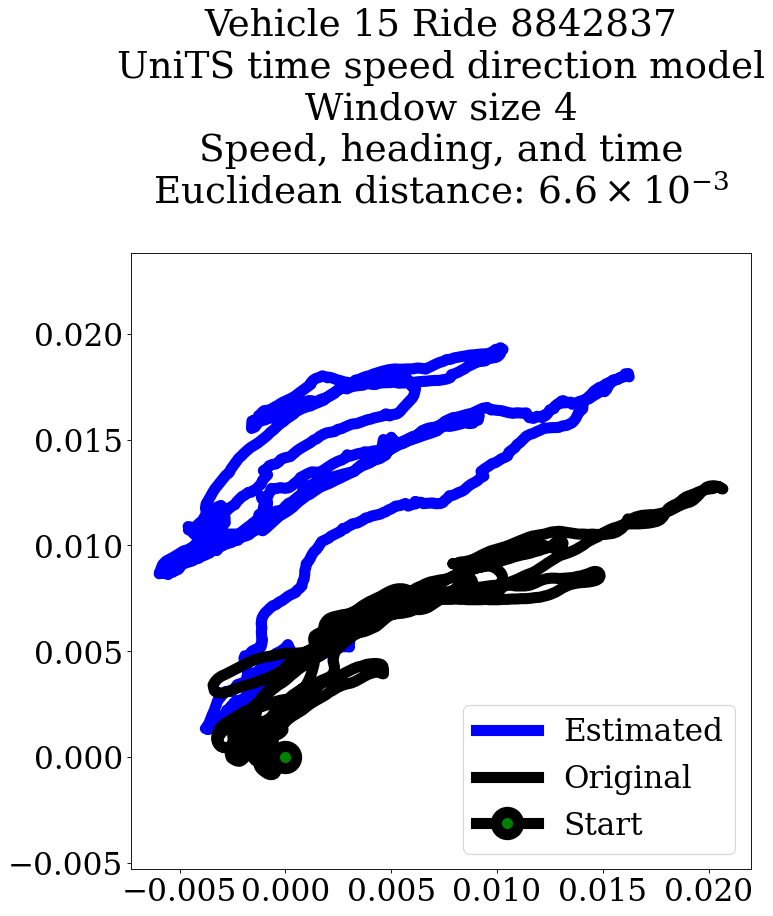 Vehicle 15 Ride 8842837
UniTS time speed direction model
Window size 4
Speed, heading, and time
Euclidean distance: 6.6 × 10⁻³
0.020
0.015
0.010
0.005
0.000
−0.005
Estimated
Original
Start
−0.005 0.000 0.005 0.010 0.015 0.020